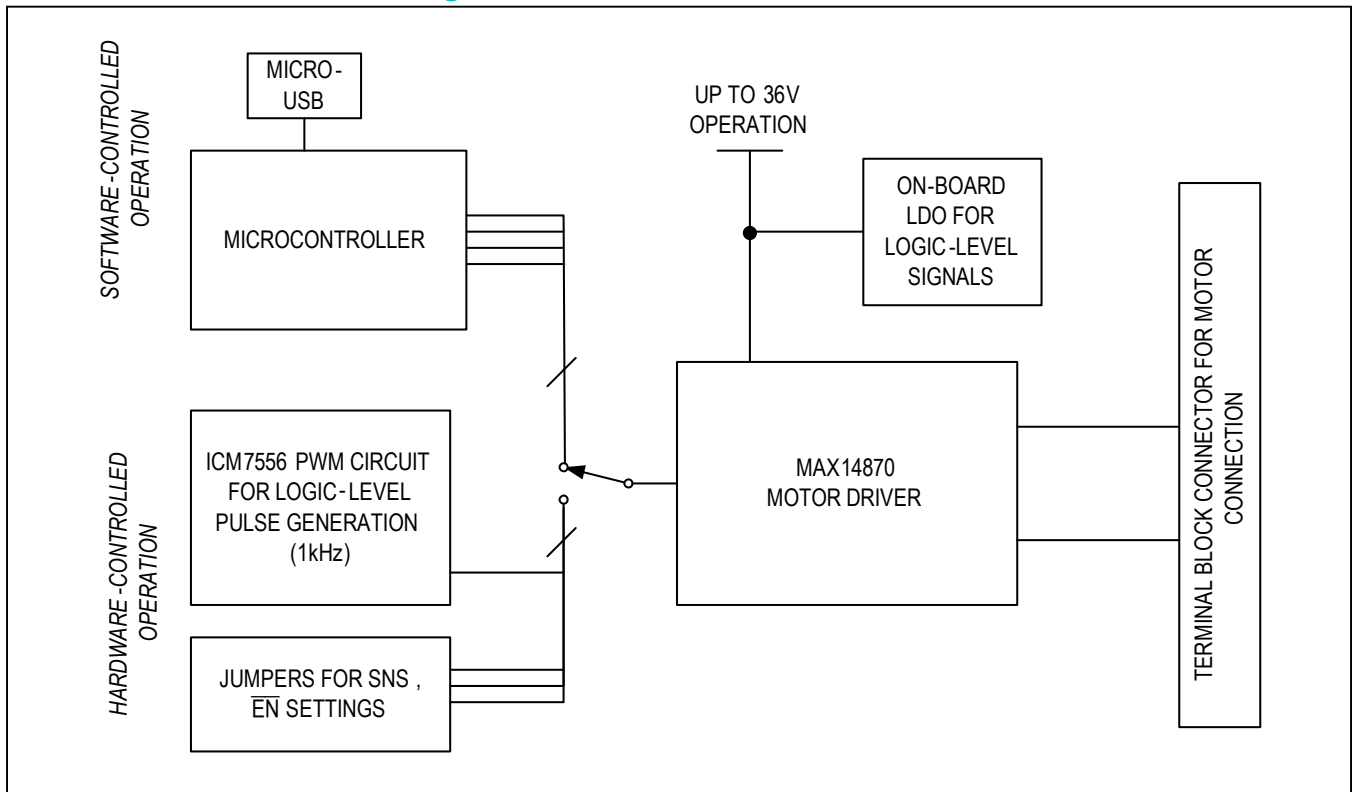 SOFTWARE-CONTROLLED
OPERATION
MICRO-
USB
MICROCONTROLLER
UP TO 36V
OPERATION
ON-BOARD
LDO FOR
LOGIC-LEVEL
SIGNALS
HARDWARE-CONTROLLED
OPERATION
ICM7556 PWM CIRCUIT
FOR LOGIC-LEVEL
PULSE GENERATION
(1kHz)
JUMPERS FOR SNS ,
E̅N̅ SETTINGS
MAX14870
MOTOR DRIVER
TERMINAL BLOCK CONNECTOR FOR MOTOR
CONNECTION